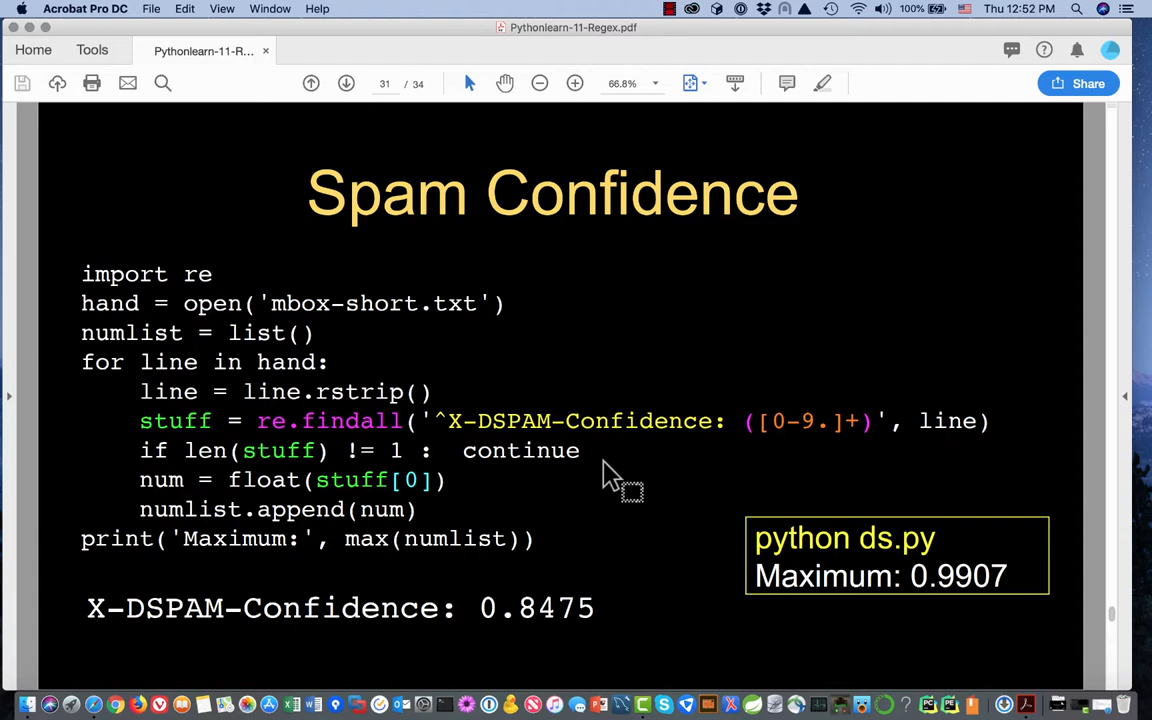 Acrobat Pro DC File Edit View Window Help 100% Thu 12:52 PM
Pythonlearn-11-Regex.pdf
Home Tools Pythonlearn-11-R... ×
31 / 34 66.8% Share
Spam Confidence
import re
hand = open('mbox-short.txt')
numlist = list()
for line in hand:
    line = line.rstrip()
    stuff = re.findall('^X-DSPAM-Confidence: ([0-9.]+)', line)
    if len(stuff) != 1 :  continue
    num = float(stuff[0])
    numlist.append(num)
print('Maximum:', max(numlist))
python ds.py
Maximum: 0.9907
X-DSPAM-Confidence: 0.8475